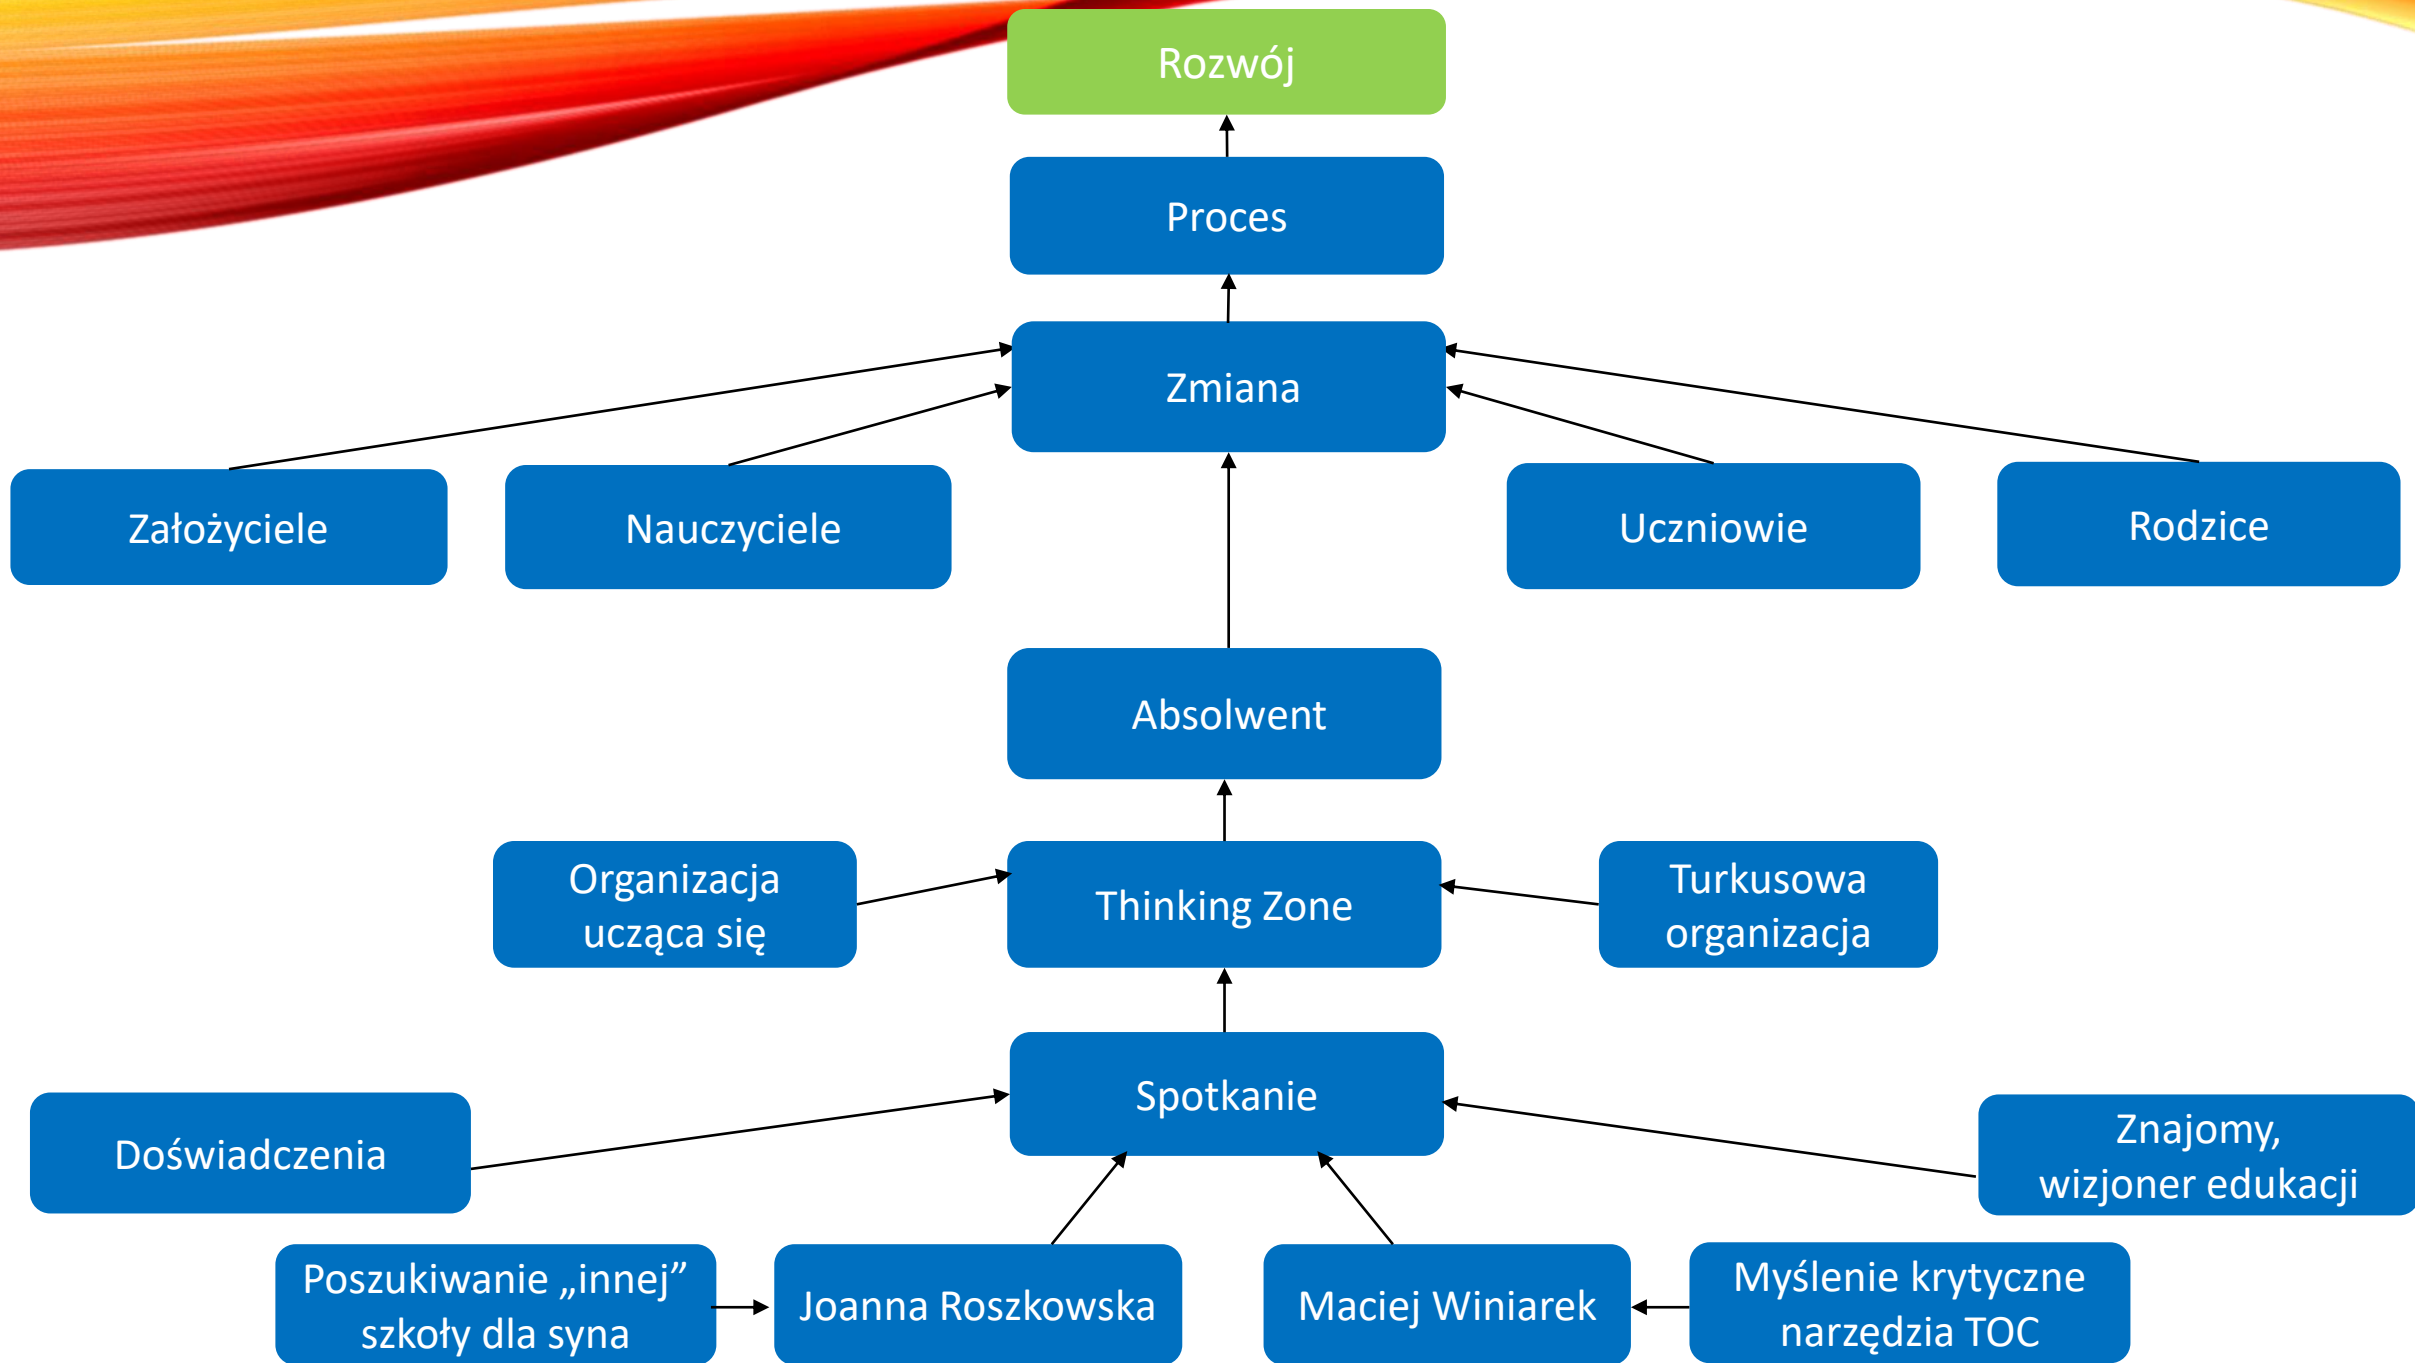 Rozwój
Proces
Zmiana
Założyciele
Nauczyciele
Uczniowie
Rodzice
Absolwent
Organizacja
ucząca się
Thinking Zone
Turkusowa
organizacja
Spotkanie
Doświadczenia
Znajomy,
wizjoner edukacji
Poszukiwanie „innej”
szkoły dla syna
Joanna Roszkowska
Maciej Winiarek
Myślenie krytyczne
narzędzia TOC